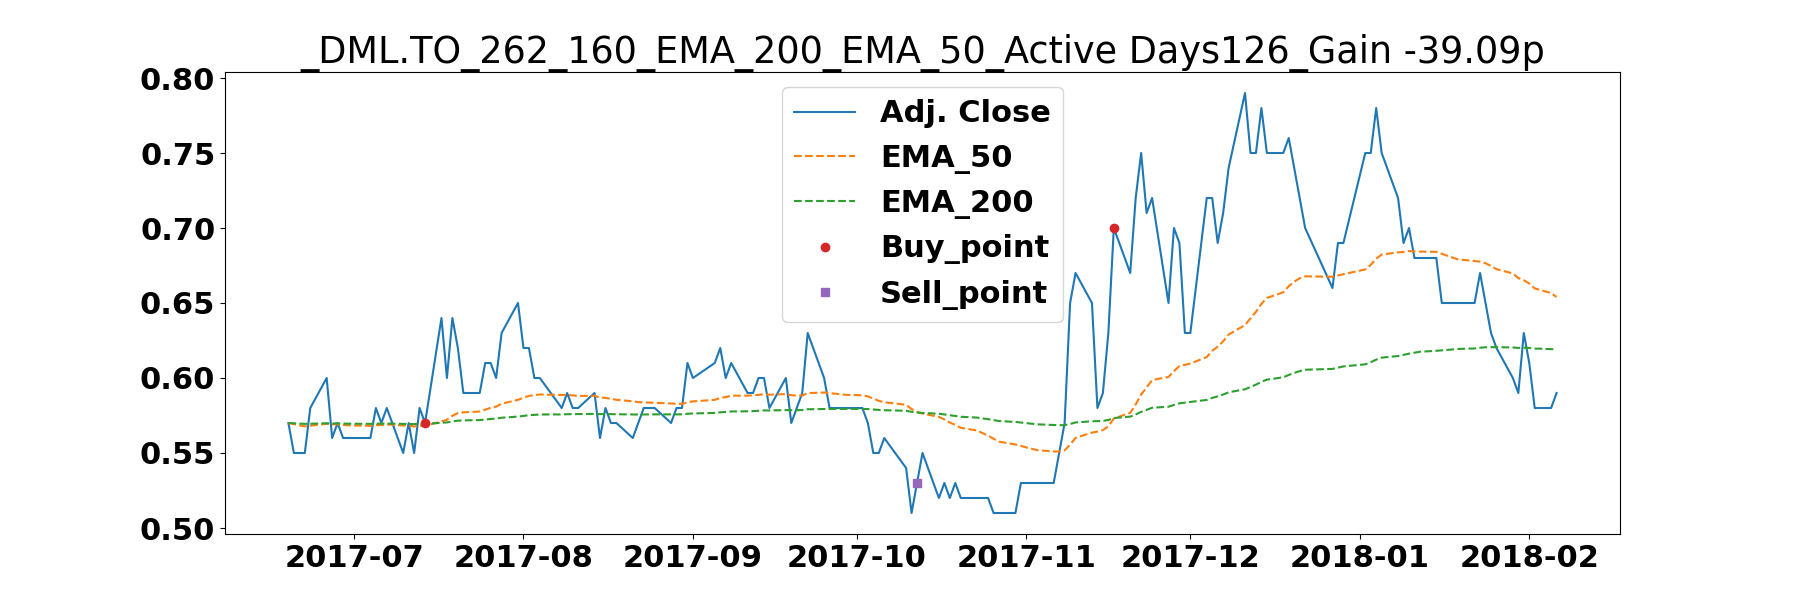 _DML.TO_262_160_EMA_200_EMA_50_Active Days126_Gain -39.09p
0.80
0.75
0.70
0.65
0.60
0.55
0.50
Adj. Close
EMA_50
EMA_200
Buy_point
Sell_point
2017-07 2017-08 2017-09 2017-10 2017-11 2017-12 2018-01 2018-02